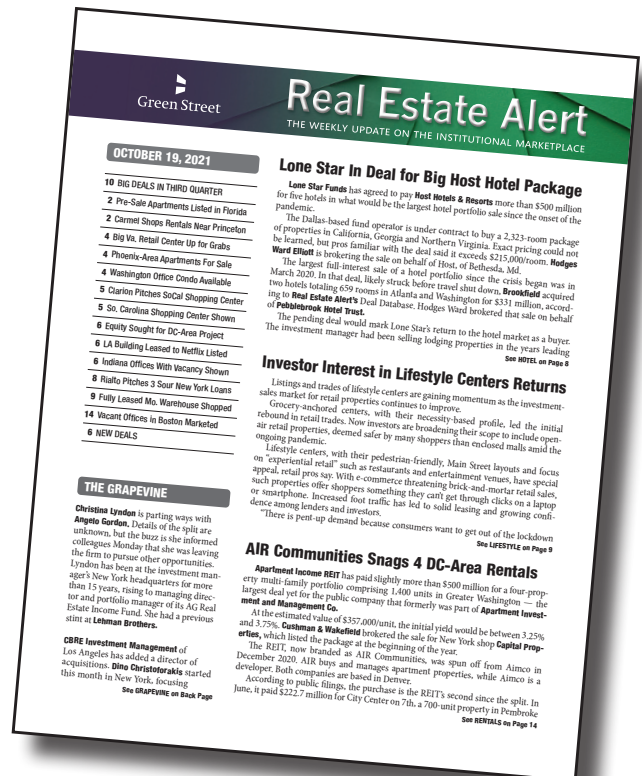 Green Street
Real Estate Alert
THE WEEKLY UPDATE ON THE INSTITUTIONAL MARKETPLACE
OCTOBER 19, 2021
10 BIG DEALS IN THIRD QUARTER
2 Pre-Sale Apartments Listed in Florida
2 Carmel Shops Rentals Near Princeton
4 Big Va. Retail Center Up for Grabs
4 Phoenix-Area Apartments For Sale
4 Washington Office Condo Available
5 Clarion Pitches SoCal Shopping Center
5 So. Carolina Shopping Center Shown
6 Equity Sought for DC-Area Project
6 LA Building Leased to Netflix Listed
6 Indiana Offices With Vacancy Shown
8 Rialto Pitches 3 Sour New York Loans
9 Fully Leased Mo. Warehouse Shopped
14 Vacant Offices in Boston Marketed
6 NEW DEALS
THE GRAPEVINE
Christina Lyndon is parting ways with
Angelo Gordon. Details of the split are
unknown, but the buzz is she informed
colleagues Monday that she was leaving
the firm to pursue other opportunities.
Lyndon has been at the investment man-
ager's New York headquarters for more
than 15 years, rising to managing direc-
tor and portfolio manager of its AG Real
Estate Income Fund. She had a previous
stint at Lehman Brothers.
CBRE Investment Management of
Los Angeles has added a director of
acquisitions. Dino Christoforakis started
this month in New York, focusing
See GRAPEVINE on Back Page
Lone Star In Deal for Big Host Hotel Package
Lone Star Funds has agreed to pay Host Hotels & Resorts more than $500 million
for five hotels in what would be the largest hotel portfolio sale since the onset of the
pandemic.
The Dallas-based fund operator is under contract to buy a 2,323-room package
of properties in California, Georgia and Northern Virginia. Exact pricing could not
be learned, but pros familiar with the deal said it exceeds $215,000/room. Hodges
Ward Elliott is brokering the sale on behalf of Host, of Bethesda, Md.
The largest full-interest sale of a hotel portfolio since the crisis began was in
March 2020. In that deal, likely struck before travel shut down, Brookfield acquired
two hotels totaling 659 rooms in Atlanta and Washington for $331 million, accord-
ing to Real Estate Alert's Deal Database. Hodges Ward brokered that sale on behalf
of Pebblebrook Hotel Trust.
The pending deal would mark Lone Star's return to the hotel market as a buyer.
The investment manager had been selling lodging properties in the years leading
See HOTEL on Page 8
Investor Interest in Lifestyle Centers Returns
Listings and trades of lifestyle centers are gaining momentum as the investment-
sales market for retail properties continues to improve.
Grocery-anchored centers, with their necessity-based profile, led the initial
rebound in retail trades. Now investors are broadening their scope to include open-
air retail properties, deemed safer by many shoppers than enclosed malls amid the
ongoing pandemic.
Lifestyle centers, with their pedestrian-friendly, Main Street layouts and focus
on "experiential retail" such as restaurants and entertainment venues, have special
appeal, retail pros say. With e-commerce threatening brick-and-mortar retail sales,
such properties offer shoppers something they can't get through clicks on a laptop
or smartphone. Increased foot traffic has led to solid leasing and growing confi-
dence among lenders and investors.
"There is pent-up demand because consumers want to get out of the lockdown
See LIFESTYLE on Page 9
AIR Communities Snags 4 DC-Area Rentals
Apartment Income REIT has paid slightly more than $500 million for a four-prop-
erty multi-family portfolio comprising 1,400 units in Greater Washington — the
largest deal yet for the public company that formerly was part of Apartment Invest-
ment and Management Co.
At the estimated value of $357,000/unit, the initial yield would be between 3.25%
and 3.75%. Cushman & Wakefield brokered the sale for New York shop Capital Prop-
erties, which listed the package at the beginning of the year.
The REIT, now branded as AIR Communities, was spun off from Aimco in
December 2020. AIR buys and manages apartment properties, while Aimco is a
developer. Both companies are based in Denver.
According to public filings, the purchase is the REIT's second since the split. In
June, it paid $222.7 million for City Center on 7th, a 700-unit property in Pembroke
See RENTALS on Page 14